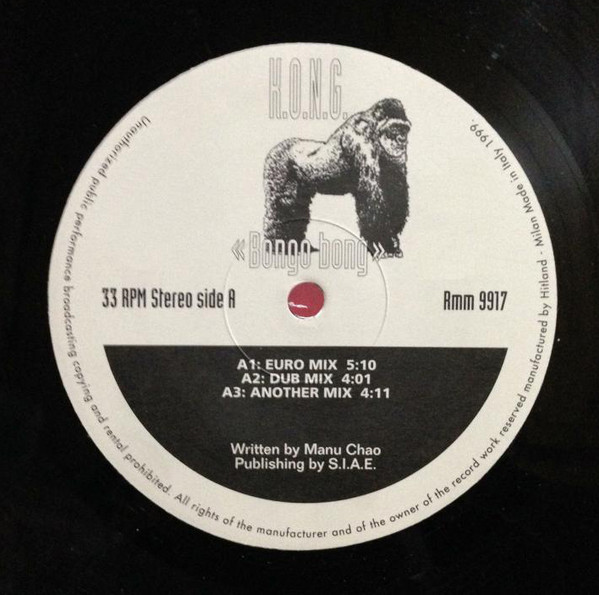 K.O.N.G.
«Bongo bong»
33 RPM Stereo side A
Rmm 9917
A1: EURO MIX 5:10
A2: DUB MIX 4:01
A3: ANOTHER MIX 4:11
Written by Manu Chao
Publishing by S.I.A.E.
Unauthorized public performance broadcasting copying and rental prohibited. All rights of the manufacturer and of the owner of the record work reserved manufactured by Hitland - Milan Made in Italy 1999.